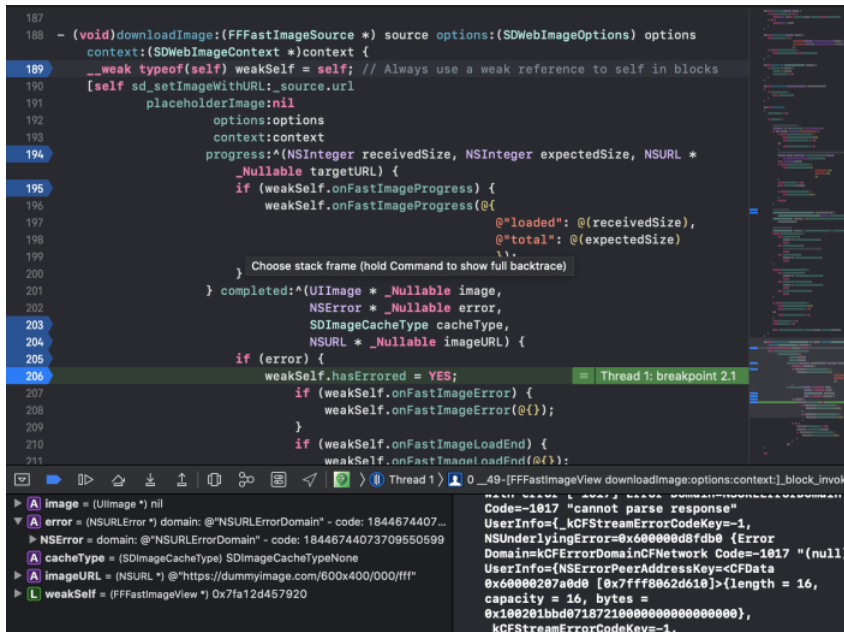 187
188 - (void)downloadImage:(FFFastImageSource *) source options:(SDWebImageOptions) options
context:(SDWebImageContext *)context {
189 __weak typeof(self) weakSelf = self; // Always use a weak reference to self in blocks
190 [self sd_setImageWithURL:_source.url
191 placeholderImage:nil
192 options:options
193 context:context
194 progress:^(NSInteger receivedSize, NSInteger expectedSize, NSURL *
_Nullable targetURL) {
195 if (weakSelf.onFastImageProgress) {
196 weakSelf.onFastImageProgress(@{
197 @"loaded": @(receivedSize),
198 @"total": @(expectedSize)
199 });
Choose stack frame (hold Command to show full backtrace)
200 }
201 } completed:^(UIImage * _Nullable image,
202 NSError * _Nullable error,
203 SDImageCacheType cacheType,
204 NSURL * _Nullable imageURL) {
205 if (error) {
206 weakSelf.hasErrored = YES; = Thread 1: breakpoint 2.1
207 if (weakSelf.onFastImageError) {
208 weakSelf.onFastImageError(@{});
209 }
210 if (weakSelf.onFastImageLoadEnd) {
211 weakSelf.onFastImageLoadEnd(@{});
Thread 1 〉 0 __49-[FFFastImageView downloadImage:options:context:]_block_invok
A image = (UIImage *) nil
A error = (NSURLError *) domain: @"NSURLErrorDomain" - code: 1844674407...
NSError = domain: @"NSURLErrorDomain" - code: 18446744073709550599
A cacheType = (SDImageCacheType) SDImageCacheTypeNone
A imageURL = (NSURL *) @"https://dummyimage.com/600x400/000/fff"
L weakSelf = (FFFastImageView *) 0x7fa12d457920
with error [-1017] Error Domain=NSURLErrorDomain
Code=-1017 "cannot parse response"
UserInfo={_kCFStreamErrorCodeKey=-1,
NSUnderlyingError=0x600000d8fdb0 {Error
Domain=kCFErrorDomainCFNetwork Code=-1017 "(null)
UserInfo={NSErrorPeerAddressKey=<CFData
0x60000207a0d0 [0x7fff8062d610]>{length = 16,
capacity = 16, bytes =
0x100201bbd07187210000000000000000},
_kCFStreamErrorCodeKey=-1,